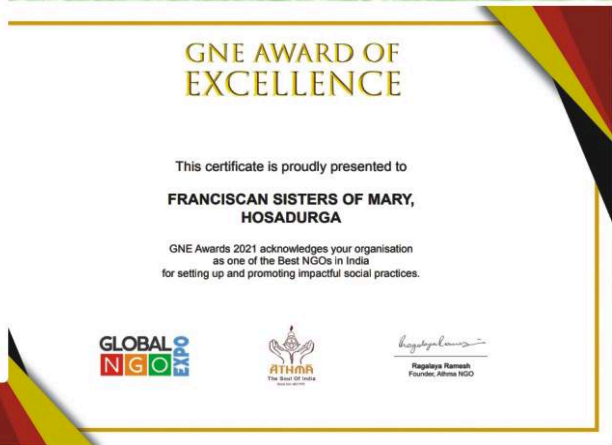 GNE AWARD OF
EXCELLENCE
This certificate is proudly presented to
FRANCISCAN SISTERS OF MARY,
HOSADURGA
GNE Awards 2021 acknowledges your organisation
as one of the Best NGOs in India
for setting up and promoting impactful social practices.
GLOBAL
NGO
EXPO
ATHMA
The Soul Of India
Ragalaya Ramesh
Founder, Athma NGO